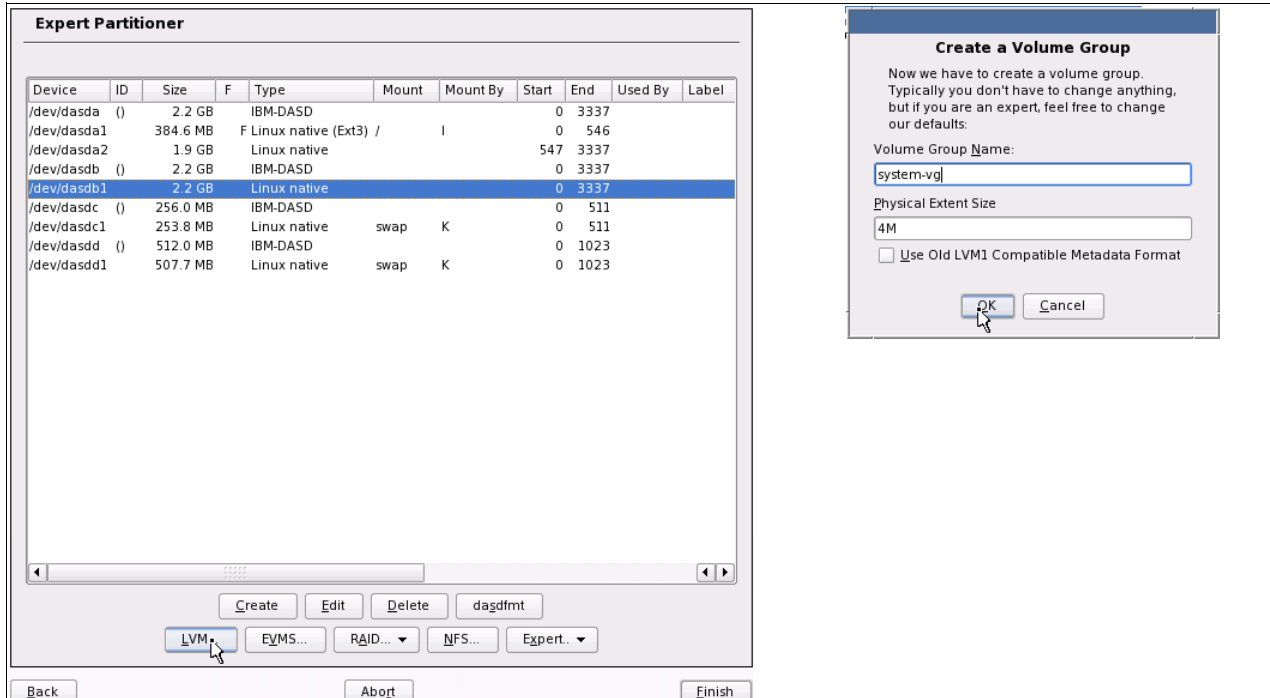 Expert Partitioner
Device ID Size F Type Mount Mount By Start End Used By Label
/dev/dasda () 2.2 GB IBM-DASD 0 3337
/dev/dasda1 384.6 MB F Linux native (Ext3) / I 0 546
/dev/dasda2 1.9 GB Linux native 547 3337
/dev/dasdb () 2.2 GB IBM-DASD 0 3337
/dev/dasdb1 2.2 GB Linux native 0 3337
/dev/dasdc () 256.0 MB IBM-DASD 0 511
/dev/dasdc1 253.8 MB Linux native swap K 0 511
/dev/dasdd () 512.0 MB IBM-DASD 0 1023
/dev/dasdd1 507.7 MB Linux native swap K 0 1023
Create Edit Delete dasdfmt
LVM.. EVMS... RAID... NFS... Expert..
Back Abort Finish
Create a Volume Group
Now we have to create a volume group.
Typically you don't have to change anything,
but if you are an expert, feel free to change
our defaults:
Volume Group Name:
system-vg
Physical Extent Size
4M
Use Old LVM1 Compatible Metadata Format
OK Cancel